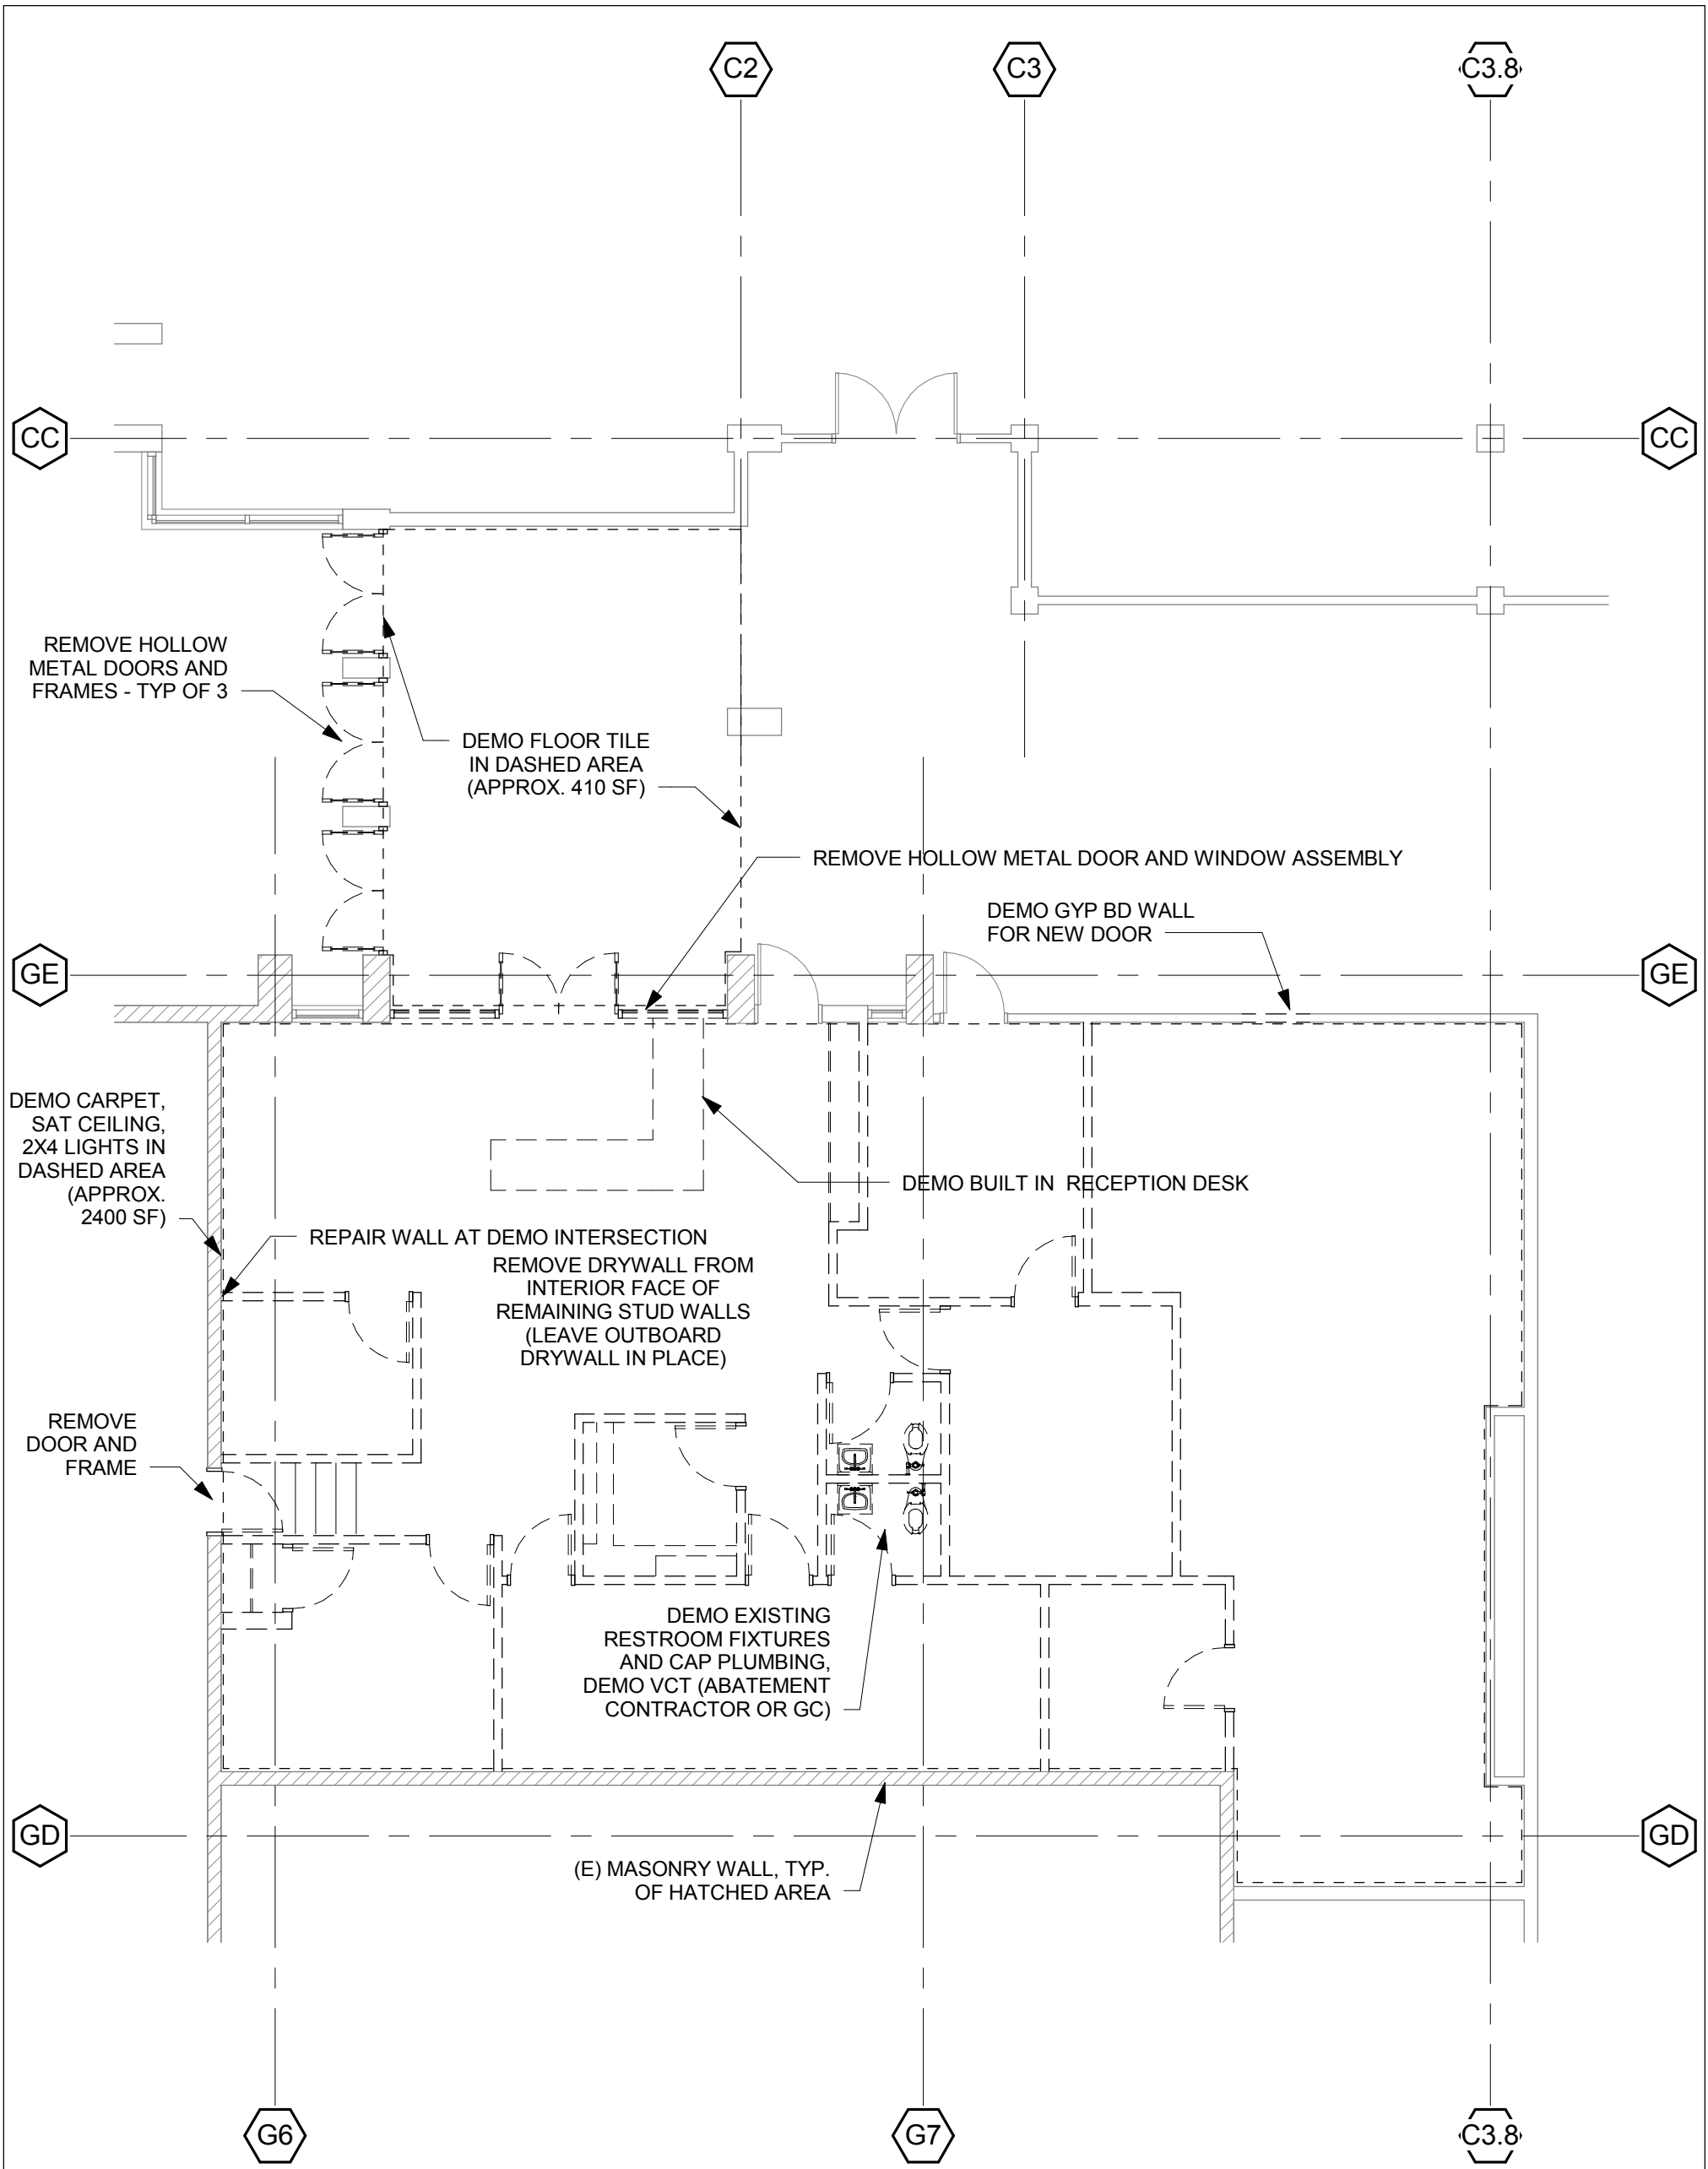 C2
C3
C3.8
CC
CC
REMOVE HOLLOW
METAL DOORS AND
FRAMES - TYP OF 3
DEMO FLOOR TILE
IN DASHED AREA
(APPROX. 410 SF)
REMOVE HOLLOW METAL DOOR AND WINDOW ASSEMBLY
DEMO GYP BD WALL
FOR NEW DOOR
GE
GE
DEMO CARPET,
SAT CEILING,
2X4 LIGHTS IN
DASHED AREA
(APPROX.
2400 SF)
DEMO BUILT IN RECEPTION DESK
REPAIR WALL AT DEMO INTERSECTION
REMOVE DRYWALL FROM
INTERIOR FACE OF
REMAINING STUD WALLS
(LEAVE OUTBOARD
DRYWALL IN PLACE)
REMOVE
DOOR AND
FRAME
DEMO EXISTING
RESTROOM FIXTURES
AND CAP PLUMBING,
DEMO VCT (ABATEMENT
CONTRACTOR OR GC)
GD
GD
(E) MASONRY WALL, TYP.
OF HATCHED AREA
G6
G7
C3.8